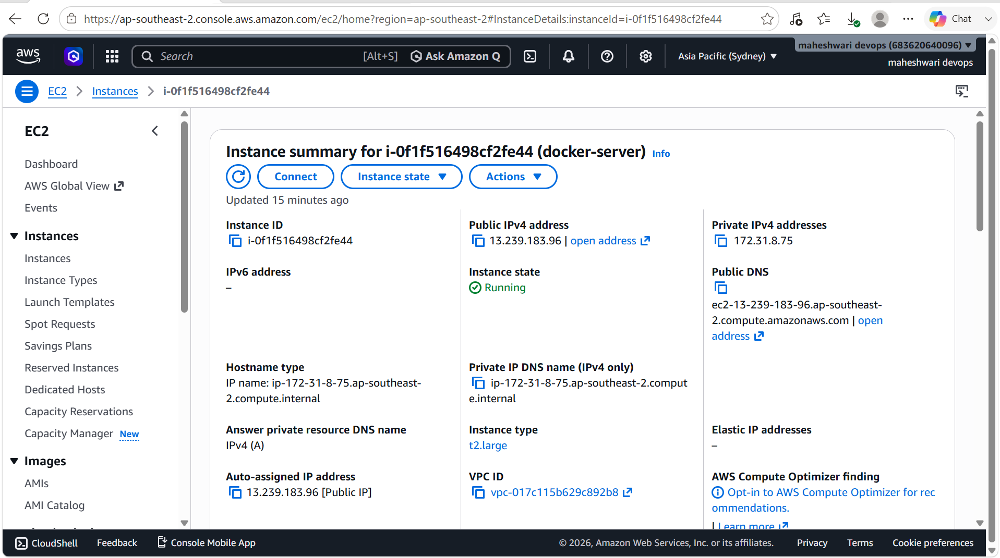 https://ap-southeast-2.console.aws.amazon.com/ec2/home?region=ap-southeast-2#InstanceDetails:instanceId=i-0f1f516498cf2fe44
Chat
aws
Search [Alt+S] Ask Amazon Q
Asia Pacific (Sydney)
maheshwari devops (683620640096)
maheshwari devops
EC2 > Instances > i-0f1f516498cf2fe44
EC2
Dashboard
AWS Global View
Events
Instances
Instances
Instance Types
Launch Templates
Spot Requests
Savings Plans
Reserved Instances
Dedicated Hosts
Capacity Reservations
Capacity Manager New
Images
AMIs
AMI Catalog
Instance summary for i-0f1f516498cf2fe44 (docker-server) Info
Connect
Instance state
Actions
Updated 15 minutes ago
Instance ID
i-0f1f516498cf2fe44
Public IPv4 address
13.239.183.96 | open address
Private IPv4 addresses
172.31.8.75
IPv6 address
–
Instance state
Running
Public DNS
ec2-13-239-183-96.ap-southeast-
2.compute.amazonaws.com | open
address
Hostname type
IP name: ip-172-31-8-75.ap-southeast-
2.compute.internal
Private IP DNS name (IPv4 only)
ip-172-31-8-75.ap-southeast-2.comput
e.internal
Answer private resource DNS name
IPv4 (A)
Instance type
t2.large
Elastic IP addresses
–
Auto-assigned IP address
13.239.183.96 [Public IP]
VPC ID
vpc-017c115b629c892b8
AWS Compute Optimizer finding
Opt-in to AWS Compute Optimizer for rec
ommendations.
| Learn more
CloudShell
Feedback
Console Mobile App
© 2026, Amazon Web Services, Inc. or its affiliates.
Privacy
Terms
Cookie preferences